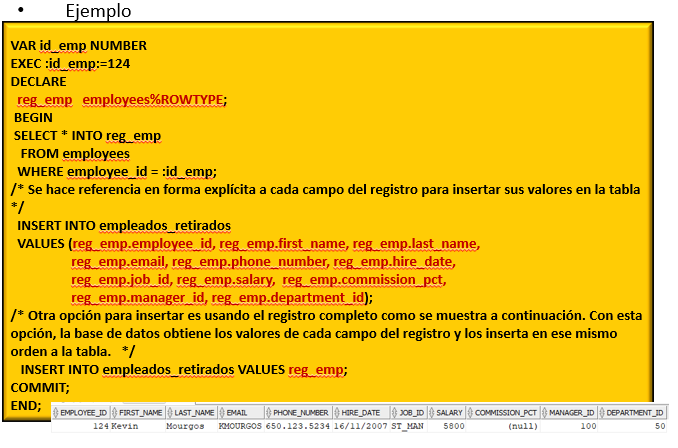 • Ejemplo
VAR id_emp NUMBER
EXEC :id_emp:=124
DECLARE
reg_emp employees%ROWTYPE;
BEGIN
SELECT * INTO reg_emp
FROM employees
WHERE employee_id = :id_emp;
/* Se hace referencia en forma explícita a cada campo del registro para insertar sus valores en la tabla
*/
INSERT INTO empleados_retirados
VALUES (reg_emp.employee_id, reg_emp.first_name, reg_emp.last_name,
reg_emp.email, reg_emp.phone_number, reg_emp.hire_date,
reg_emp.job_id, reg_emp.salary, reg_emp.commission_pct,
reg_emp.manager_id, reg_emp.department_id);
/* Otra opción para insertar es usando el registro completo como se muestra a continuación. Con esta
opción, la base de datos obtiene los valores de cada campo del registro y los inserta en ese mismo
orden a la tabla. */
INSERT INTO empleados_retirados VALUES reg_emp;
COMMIT;
END;
EMPLOYEE_ID FIRST_NAME LAST_NAME EMAIL PHONE_NUMBER HIRE_DATE JOB_ID SALARY COMMISSION_PCT MANAGER_ID DEPARTMENT_ID
124 Kevin Mourgos KMOURGOS 650.123.5234 16/11/2007 ST_MAN 5800 (null) 100 50